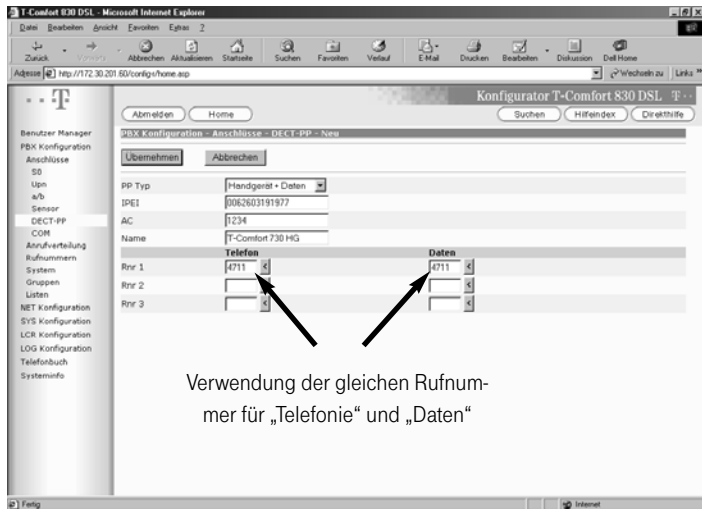 T-Comfort 830 DSL - Microsoft Internet Explorer
Datei Bearbeiten Ansicht Favoriten Extras ?
Zurück Vorwärts Abbrechen Aktualisieren Startseite Suchen Favoriten Verlauf E-Mail Drucken Bearbeiten Diskussion Dell Home
Adresse http://172.30.201.60/config/home.asp Wechseln zu Links »
T
Konfigurator T-Comfort 830 DSL T
Abmelden Home Suchen Hilfeindex Direkthilfe
PBX Konfiguration - Anschlüsse - DECT-PP - Neu
Übernehmen Abbrechen
Benutzer Manager
PBX Konfiguration
Anschlüsse
S0
Upn
a/b
Sensor
DECT-PP
COM
Anrufverteilung
Rufnummern
System
Gruppen
Listen
NET Konfiguration
SYS Konfiguration
LCR Konfiguration
LOG Konfiguration
Telefonbuch
Systeminfo
PP Typ Handgerät + Daten
IPEI 0062603191977
AC 1234
Name T-Comfort 730 HG
Telefon Daten
Rnr 1 4711 < 4711 <
Rnr 2 < <
Rnr 3 < <
Verwendung der gleichen Rufnum-
mer für „Telefonie“ und „Daten“
Fertig Internet